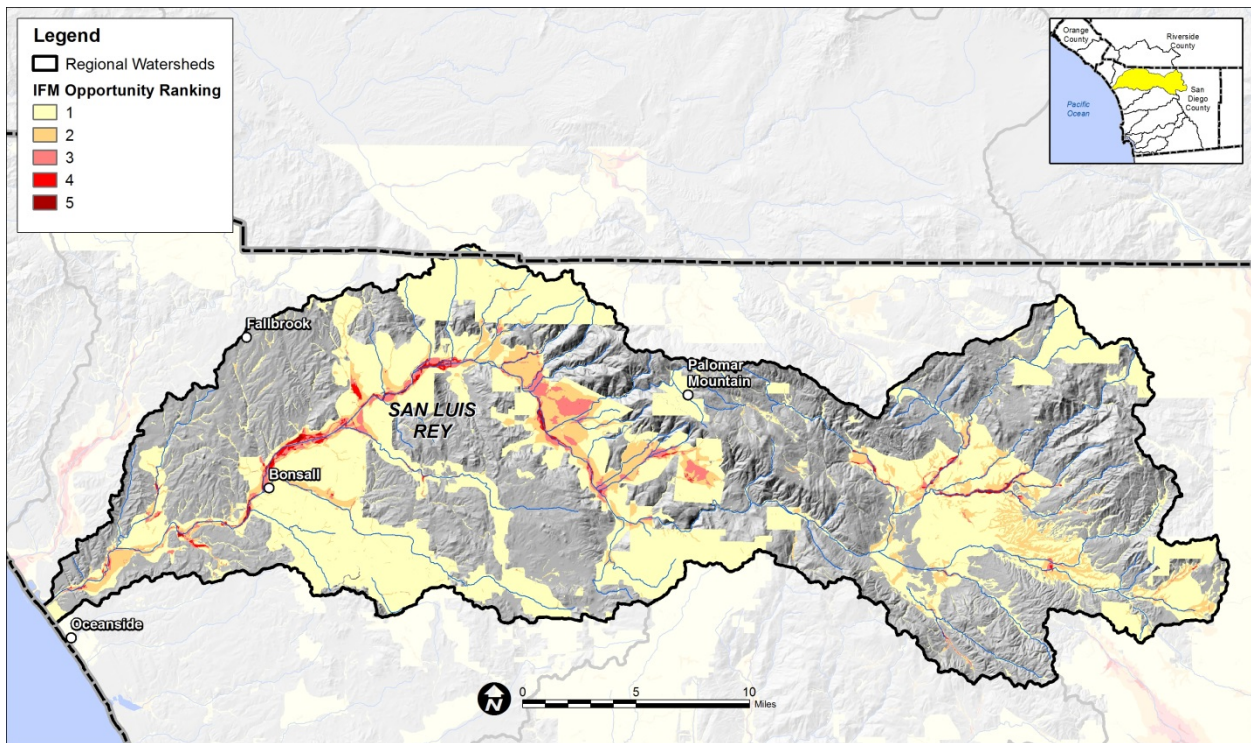 Legend
Regional Watersheds
IFM Opportunity Ranking
1
2
3
4
5
Orange
County
Riverside
County
San
Diego
County
Pacific
Ocean
Fallbrook
Palomar
Mountain
SAN LUIS
REY
Bonsall
Oceanside
N
0 5 10
Miles